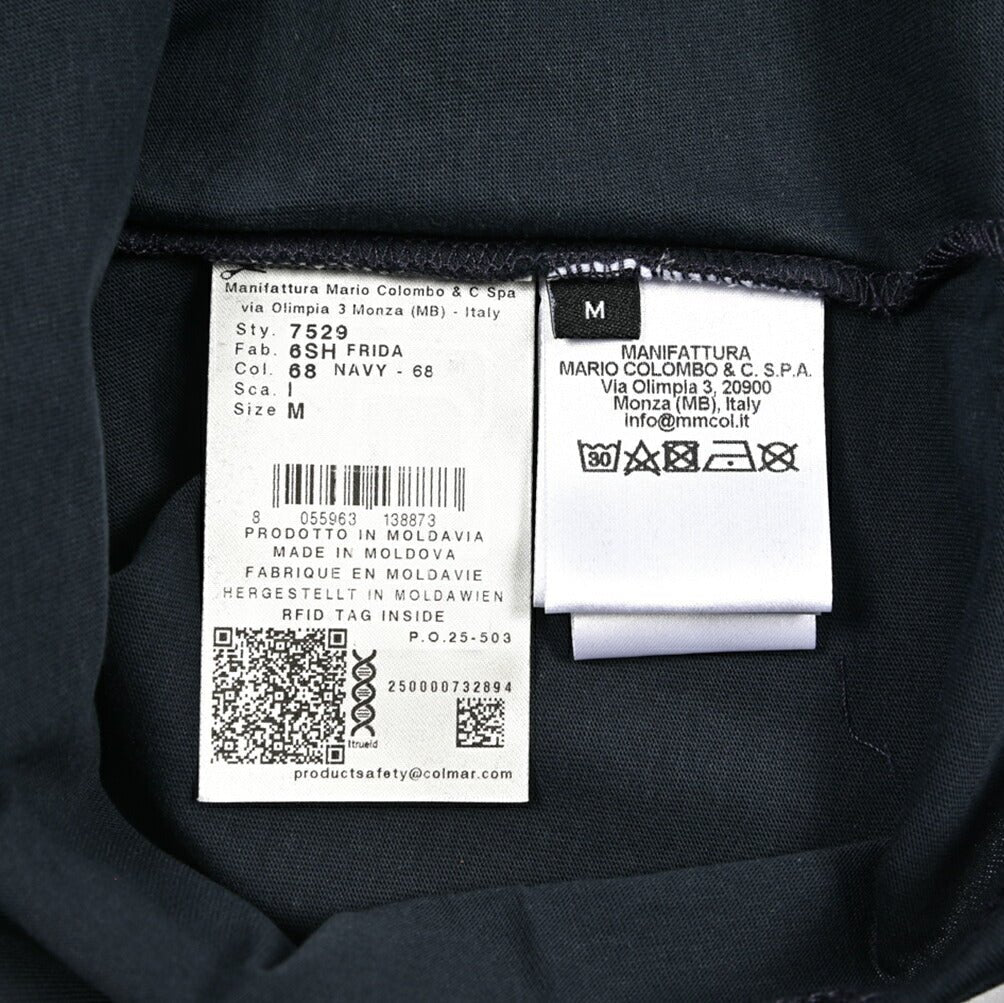 Manifattura Mario Colombo & C Spa
via Olimpia 3 Monza (MB) - Italy
Sty. 7529
Fab. 6SH FRIDA
Col. 68 NAVY - 68
Sca. I
Size M
8 055963 138873
PRODOTTO IN MOLDAVIA
MADE IN MOLDOVA
FABRIQUE EN MOLDAVIE
HERGESTELLT IN MOLDAWIEN
RFID TAG INSIDE
P.O.25-503
250000732894
itrueid
productsafety@colmar.com
M
MANIFATTURA
MARIO COLOMBO & C. S.P.A.
Via Olimpia 3, 20900
Monza (MB), Italy
info@mmcol.it
30